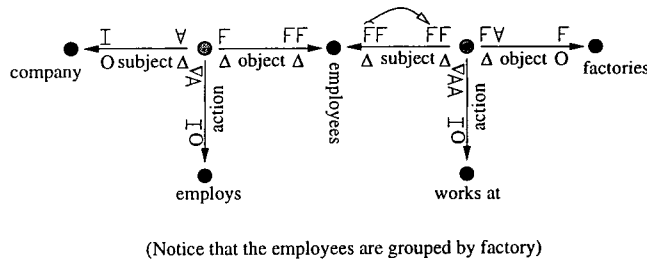 I Ɐ F FF FF FF FⱯ F
company O subject Δ Δ object Δ employees Δ subject Δ Δ object O factories
∇A IO action
∇AA IO action
employs works at
(Notice that the employees are grouped by factory)